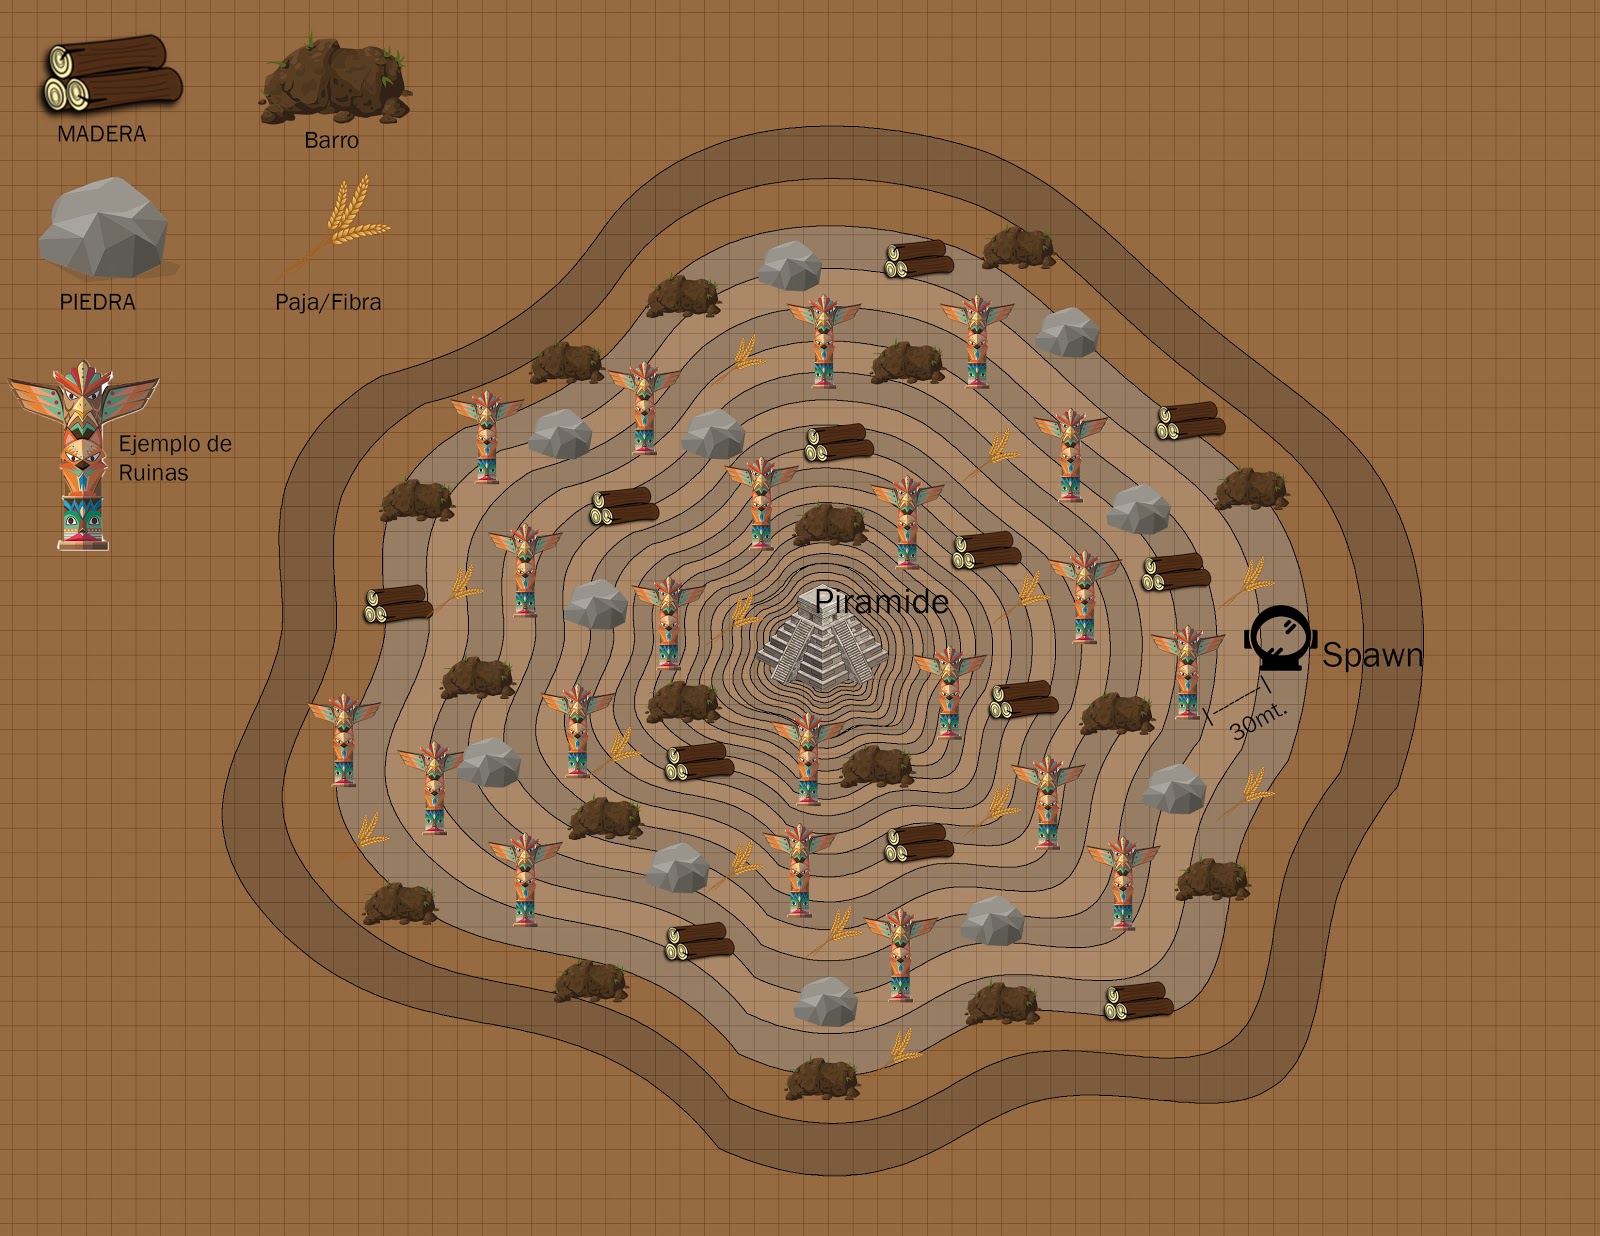 MADERA
Barro
PIEDRA
Paja/Fibra
Ejemplo de
Ruinas
Piramide
Spawn
30mt.